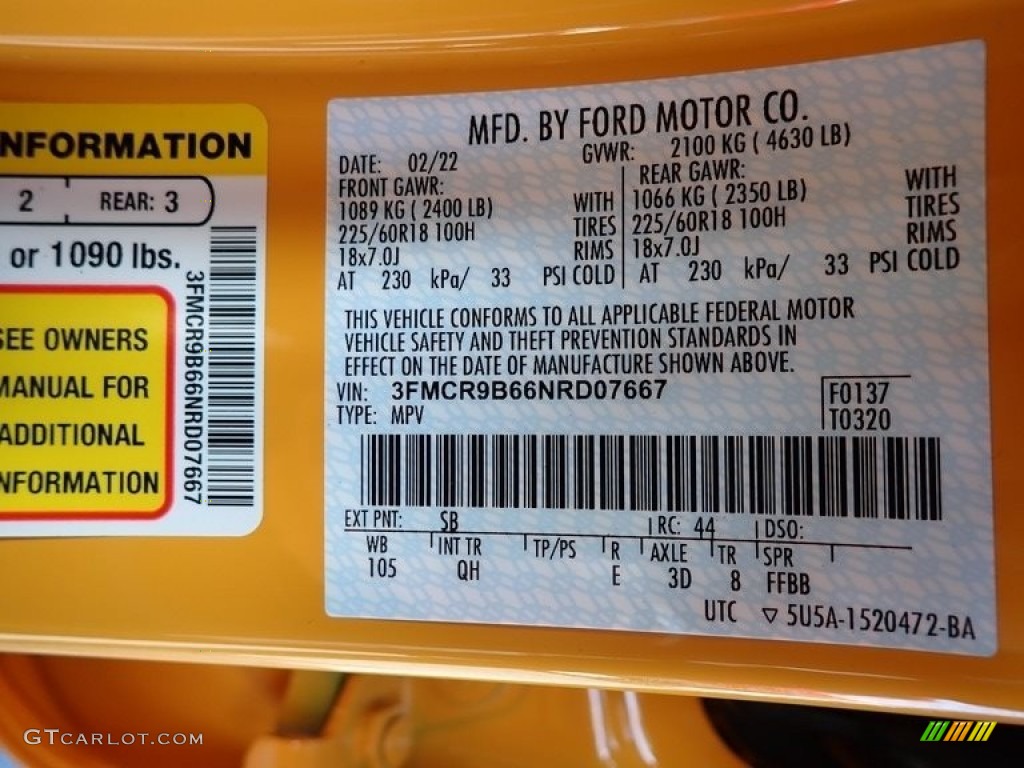 NFORMATION
2 REAR: 3
or 1090 lbs.
SEE OWNERS
MANUAL FOR
ADDITIONAL
NFORMATION
3FMCR9B66NRD07667
MFD. BY FORD MOTOR CO.
DATE: 02/22 GVWR: 2100 KG ( 4630 LB)
FRONT GAWR: REAR GAWR:
1089 KG ( 2400 LB) WITH 1066 KG ( 2350 LB) WITH
225/60R18 100H TIRES 225/60R18 100H TIRES
18x7.0J RIMS 18x7.0J RIMS
AT 230 kPa/ 33 PSI COLD AT 230 kPa/ 33 PSI COLD
THIS VEHICLE CONFORMS TO ALL APPLICABLE FEDERAL MOTOR
VEHICLE SAFETY AND THEFT PREVENTION STANDARDS IN
EFFECT ON THE DATE OF MANUFACTURE SHOWN ABOVE.
VIN: 3FMCR9B66NRD07667 F0137
TYPE: MPV T0320
EXT PNT: SB RC: 44 DSO:
WB INT TR TP/PS R AXLE TR SPR
105 QH E 3D 8 FFBB
UTC ▽ 5U5A-1520472-BA
GTCARLOT.COM